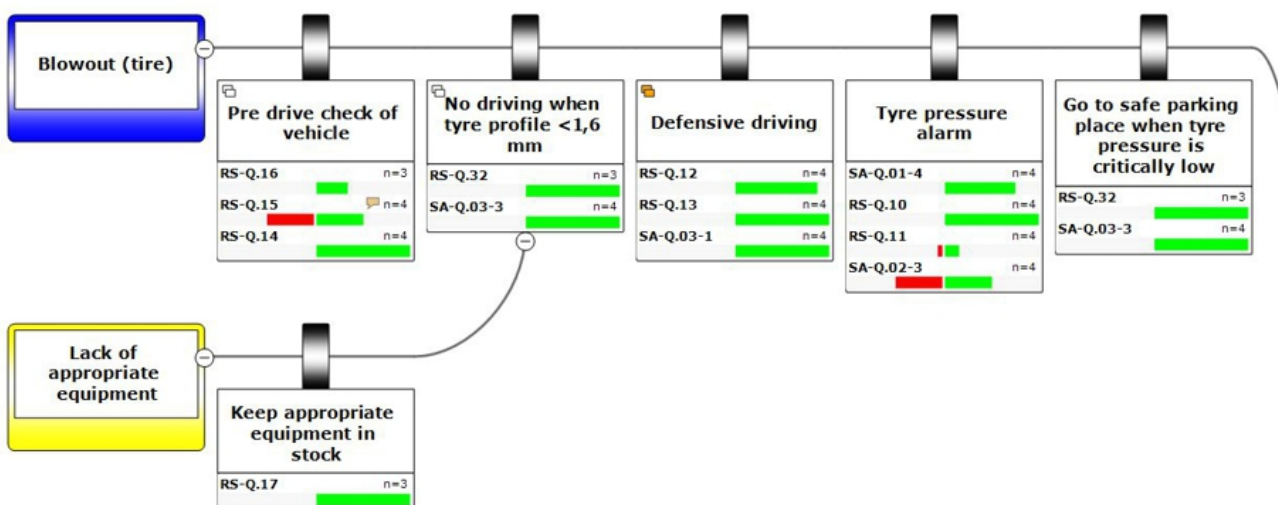 Blowout (tire)
Pre drive check of
vehicle
RS-Q.16 n=3
RS-Q.15 n=4
RS-Q.14 n=4
No driving when
tyre profile <1,6
mm
RS-Q.32 n=3
SA-Q.03-3 n=4
Defensive driving
RS-Q.12 n=4
RS-Q.13 n=4
SA-Q.03-1 n=4
Tyre pressure
alarm
SA-Q.01-4 n=4
RS-Q.10 n=4
RS-Q.11 n=4
SA-Q.02-3 n=4
Go to safe parking
place when tyre
pressure is
critically low
RS-Q.32 n=3
SA-Q.03-3 n=4
Lack of
appropriate
equipment
Keep appropriate
equipment in
stock
RS-Q.17 n=3